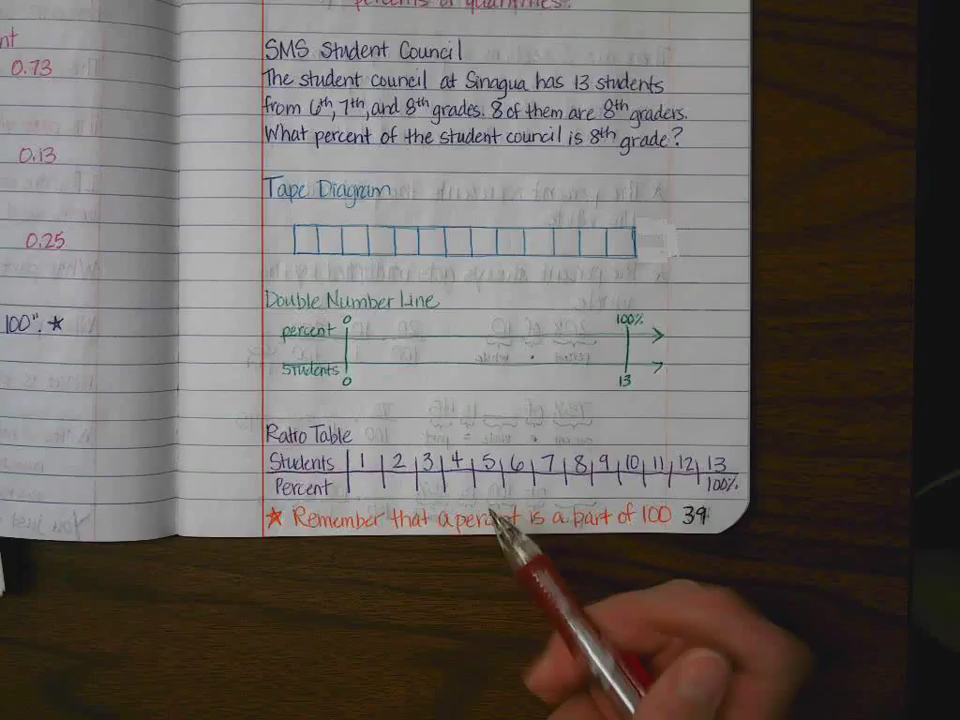 percents of quantities.
nt
0.73
0.13
0.25
100". ★
SMS Student Council
The student council at Sinagua has 13 students
from 6th, 7th, and 8th grades. 8 of them are 8th graders.
What percent of the student council is 8th grade?
Tape Diagram
Double Number Line
0 100%
percent
students
0 13
Ratio Table
Students 1 2 3 4 5 6 7 8 9 10 11 12 13
Percent 100%
★ Remember that a percent is a part of 100 39